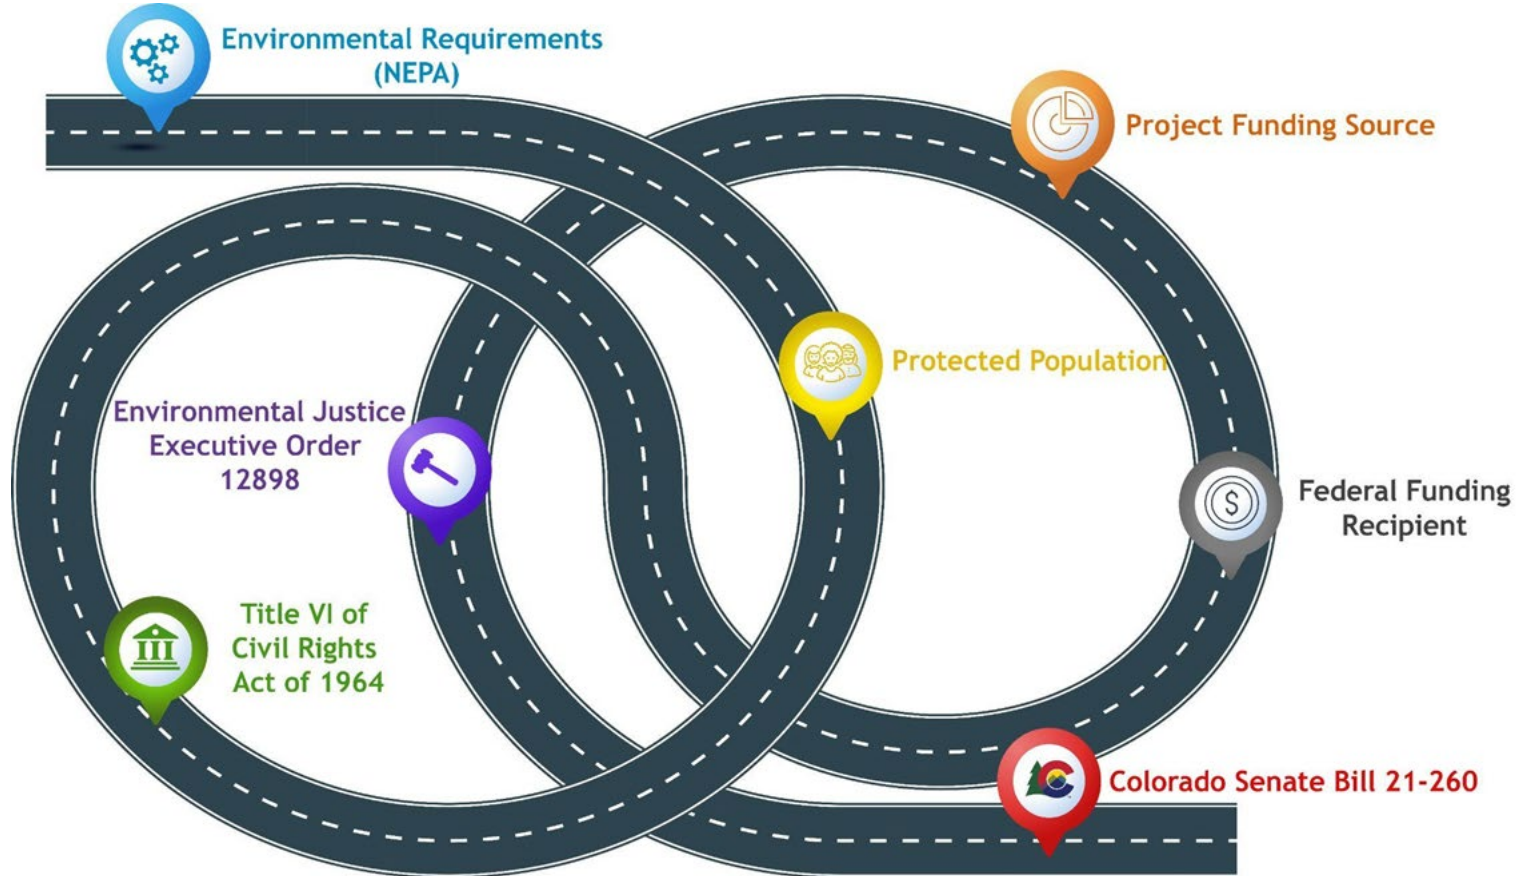 Environmental Requirements
(NEPA)
Project Funding Source
Protected Population
Environmental Justice
Executive Order
12898
Federal Funding
Recipient
$
Title VI of
Civil Rights
Act of 1964
Colorado Senate Bill 21-260